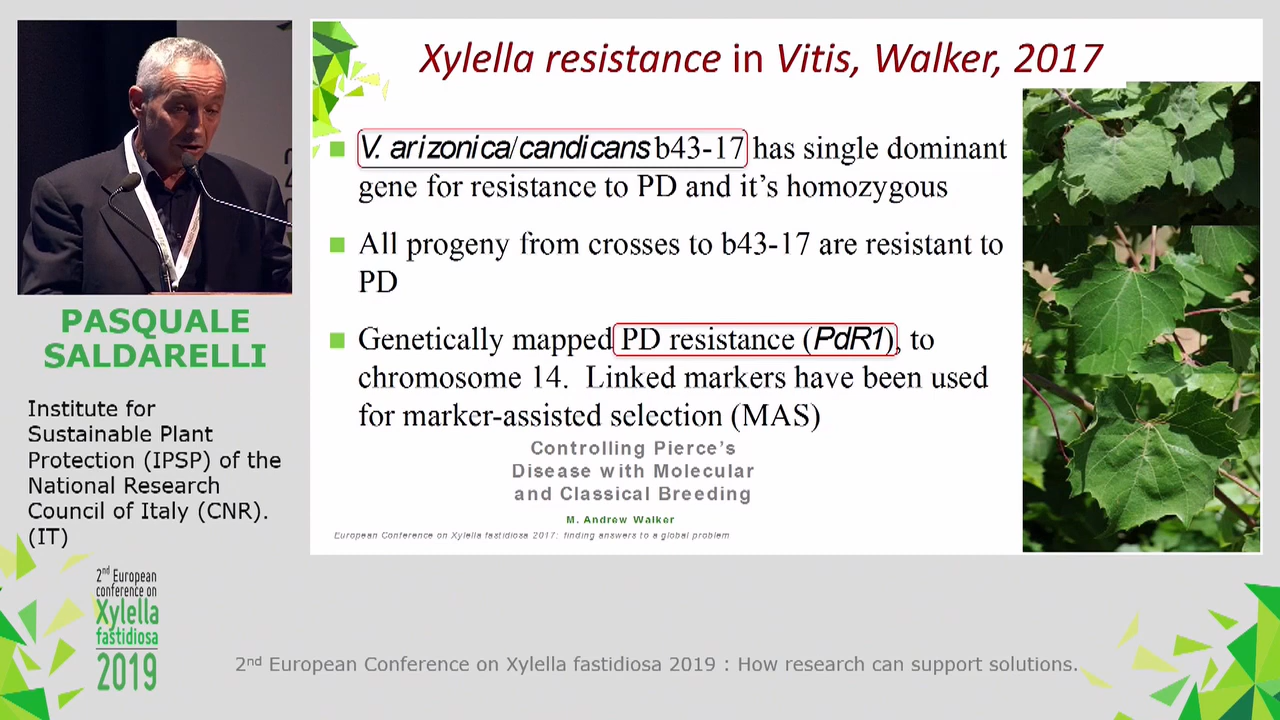 Xylella resistance in Vitis, Walker, 2017
V. arizonica/candicans b43-17 has single dominant
gene for resistance to PD and it's homozygous
All progeny from crosses to b43-17 are resistant to
PD
Genetically mapped PD resistance (PdR1), to
chromosome 14. Linked markers have been used
for marker-assisted selection (MAS)
Controlling Pierce's
Disease with Molecular
and Classical Breeding
M. Andrew Walker
European Conference on Xylella fastidiosa 2017: finding answers to a global problem
PASQUALE
SALDARELLI
Institute for
Sustainable Plant
Protection (IPSP) of the
National Research
Council of Italy (CNR).
(IT)
2nd European
conference on
Xylella
fastidiosa
2019
2nd European Conference on Xylella fastidiosa 2019 : How research can support solutions.